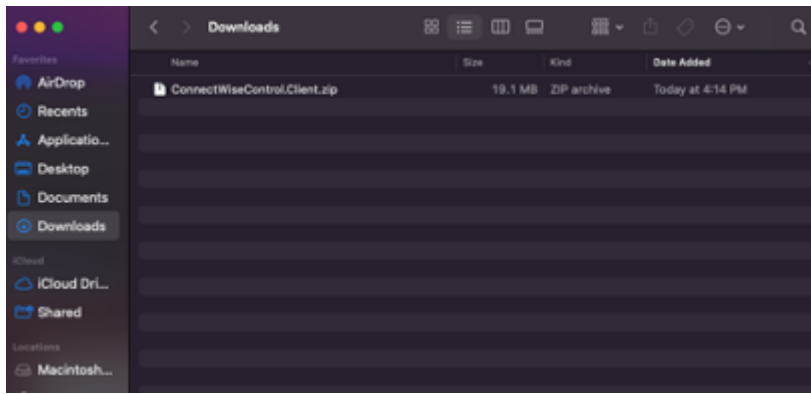 Downloads
Favorites
AirDrop
Recents
Applicatio...
Desktop
Documents
Downloads
iCloud
iCloud Dri...
Shared
Locations
Macintosh...
Name Size Kind Date Added
ConnectWiseControl.Client.zip 19.1 MB ZIP archive Today at 4:14 PM